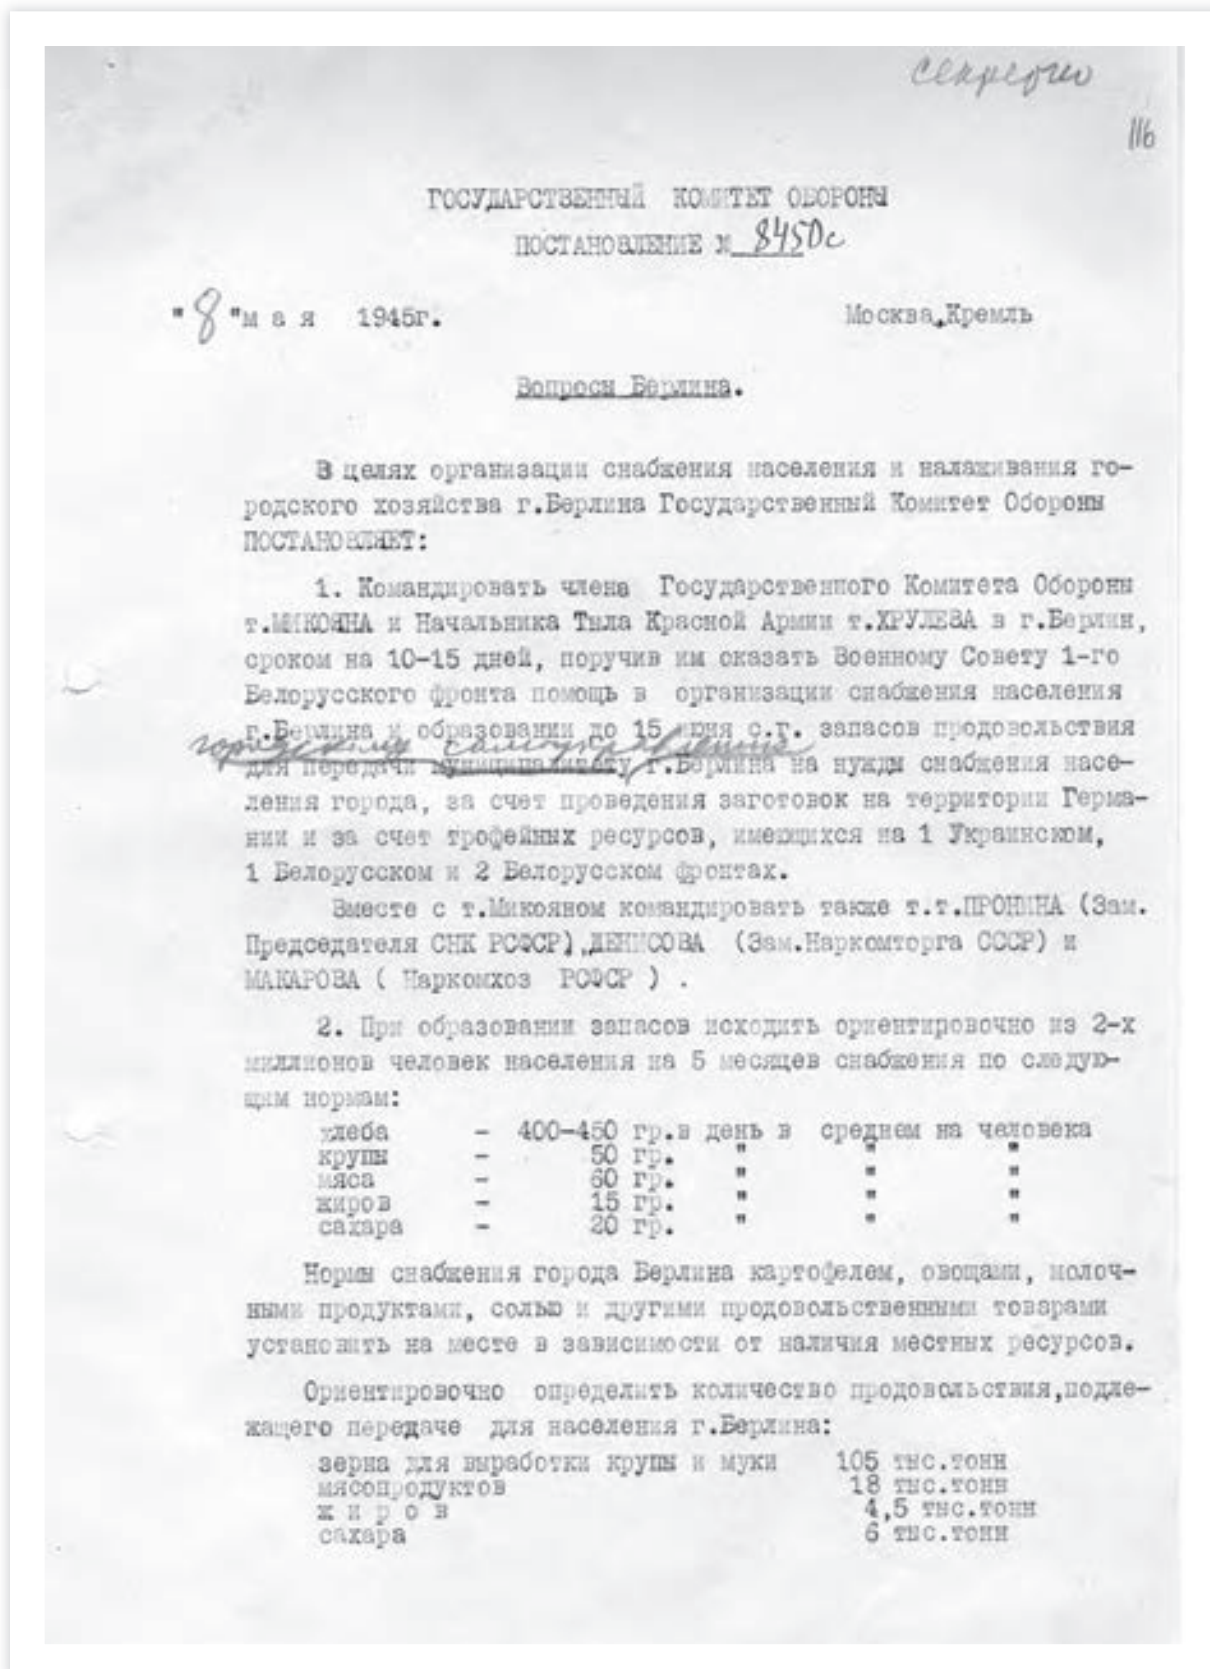 секретно
116
ГОСУДАРСТВЕННЫЙ КОМИТЕТ ОБОРОНЫ
ПОСТАНОВЛЕНИЕ № 8450с
"8"м а я 1945г.
Москва,Кремль
Вопросы Берлина.
В целях организации снабжения населения и налаживания го-
родского хозяйства г.Берлина Государственный Комитет Обороны
ПОСТАНОВЛЯЕТ:
1. Командировать члена Государственного Комитета Обороны
т.МИКОЯНА и Начальника Тыла Красной Армии т.ХРУЛЕВА в г.Берлин,
сроком на 10-15 дней, поручив им оказать Военному Совету 1-го
Белорусского фронта помощь в организации снабжения населения
г.Берлина и образовании до 15 июня с.г. запасов продовольствия
городскому самоуправлению
для передачи муниципалитету г.Берлина на нужды снабжения насе-
ления города, за счет проведения заготовок на территории Герма-
нии и за счет трофейных ресурсов, имеющихся на 1 Украинском,
1 Белорусском и 2 Белорусском фронтах.
Вместе с т.Микояном командировать также т.т.ПРОНИНА (Зам.
Председателя СНК РСФСР),ДЕНИСОВА (Зам.Наркомторга СССР) и
МАКАРОВА ( Наркомхоз РСФСР ) .
2. При образовании запасов исходить ориентировочно из 2-х
миллионов человек населения на 5 месяцев снабжения по следую-
щим нормам:
хлеба - 400-450 гр.в день в среднем на человека
крупы - 50 гр. " " "
мяса - 60 гр. " " "
жиров - 15 гр. " " "
сахара - 20 гр. " " "
Нормы снабжения города Берлина картофелем, овощами, молоч-
ными продуктами, солью и другими продовольственными товарами
установить на месте в зависимости от наличия местных ресурсов.
Ориентировочно определить количество продовольствия,подле-
жащего передаче для населения г.Берлина:
зерна для выработки крупы и муки 105 тыс.тонн
мясопродуктов 18 тыс.тонн
ж и р о в 4,5 тыс.тонн
сахара 6 тыс.тонн